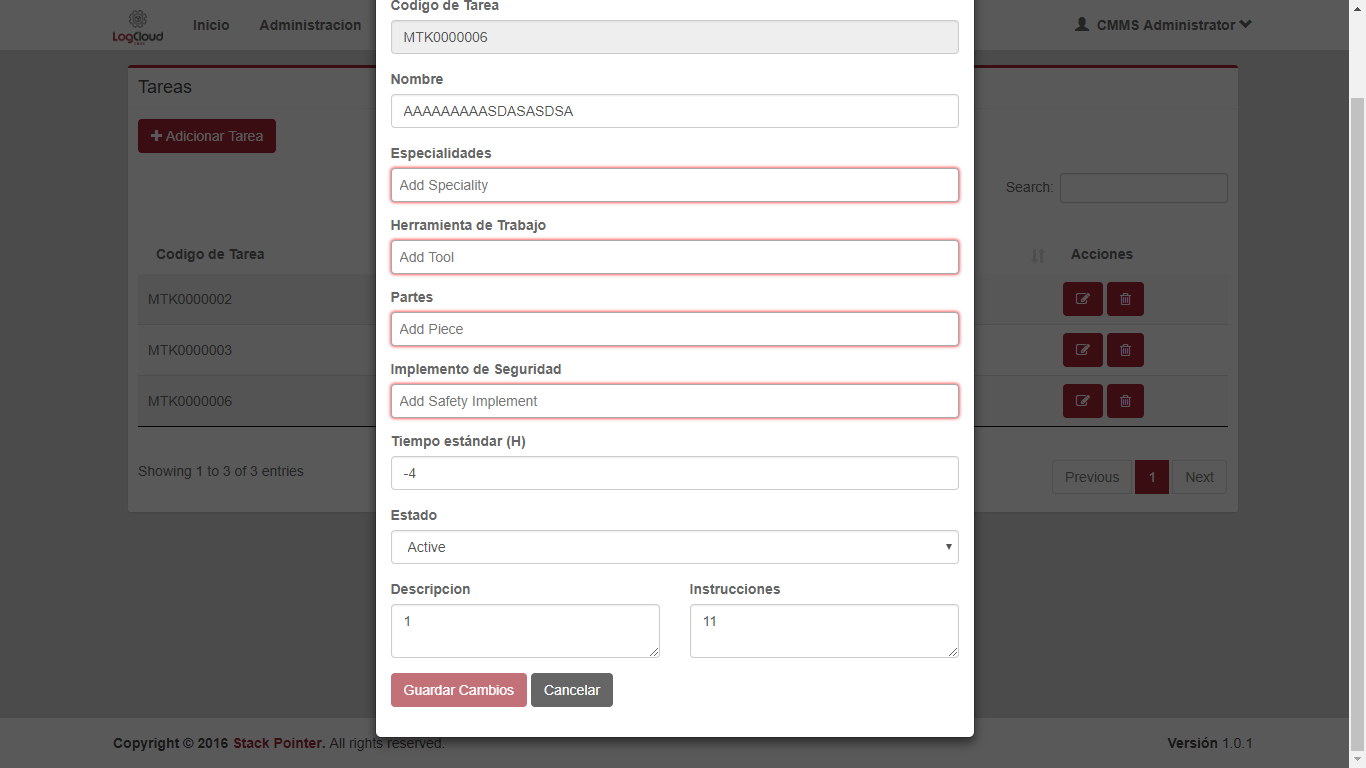 Codigo de Tarea
LogCloud
Inicio
Administracion
CMMS Administrator
MTK0000006
Nombre
AAAAAAAAASDASASDSA
Tareas
Adicionar Tarea
Especialidades
Add Speciality
Search:
Herramienta de Trabajo
Add Tool
Codigo de Tarea
Acciones
Partes
Add Piece
MTK0000002
MTK0000003
MTK0000006
Implemento de Seguridad
Add Safety Implement
Tiempo estándar (H)
-4
Showing 1 to 3 of 3 entries
Previous
1
Next
Estado
Active
Descripcion
Instrucciones
1
11
Guardar Cambios
Cancelar
Copyright © 2016 Stack Pointer. All rights reserved.
Versión 1.0.1